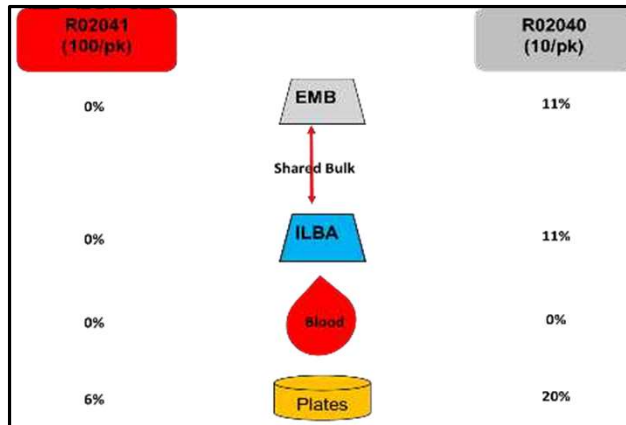 R02041
(100/pk)
R02040
(10/pk)
0%
EMB
11%
Shared Bulk
0%
ILBA
11%
0%
Blood
0%
6%
Plates
20%